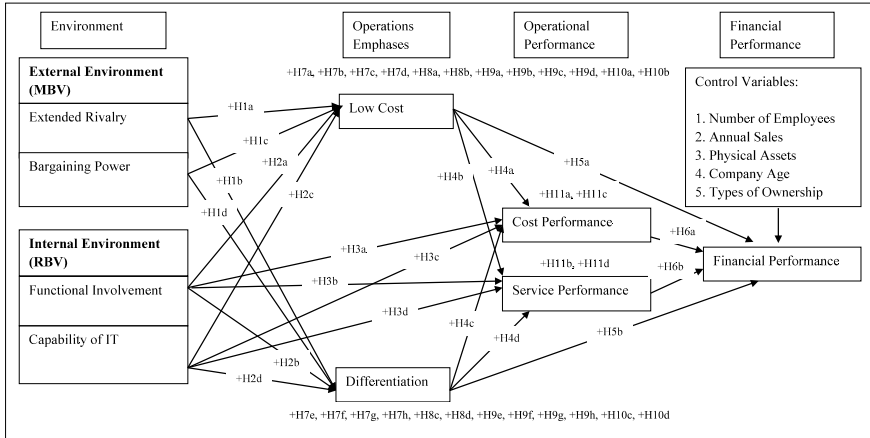 Environment
Operations
Emphases
Operational
Performance
Financial
Performance
+H7a, +H7b, +H7c, +H7d, +H8a, +H8b, +H9a, +H9b, +H9c, +H9d, +H10a, +H10b
External Environment
(MBV)
Extended Rivalry
Bargaining Power
Internal Environment
(RBV)
Functional Involvement
Capability of IT
Low Cost
Differentiation
Cost Performance
Service Performance
Financial Performance
Control Variables:
1. Number of Employees
2. Annual Sales
3. Physical Assets
4. Company Age
5. Types of Ownership
+H1a
+H1c
+H2a
+H1b
+H2c
+H1d
+H3a
+H3c
+H3b
+H3d
+H2b
+H2d
+H4b
+H4a
+H5a
+H11a, +H11c
+H6a
+H11b, +H11d
+H6b
+H4c
+H4d
+H5b
+H7e, +H7f, +H7g, +H7h, +H8c, +H8d, +H9e, +H9f, +H9g, +H9h, +H10c, +H10d